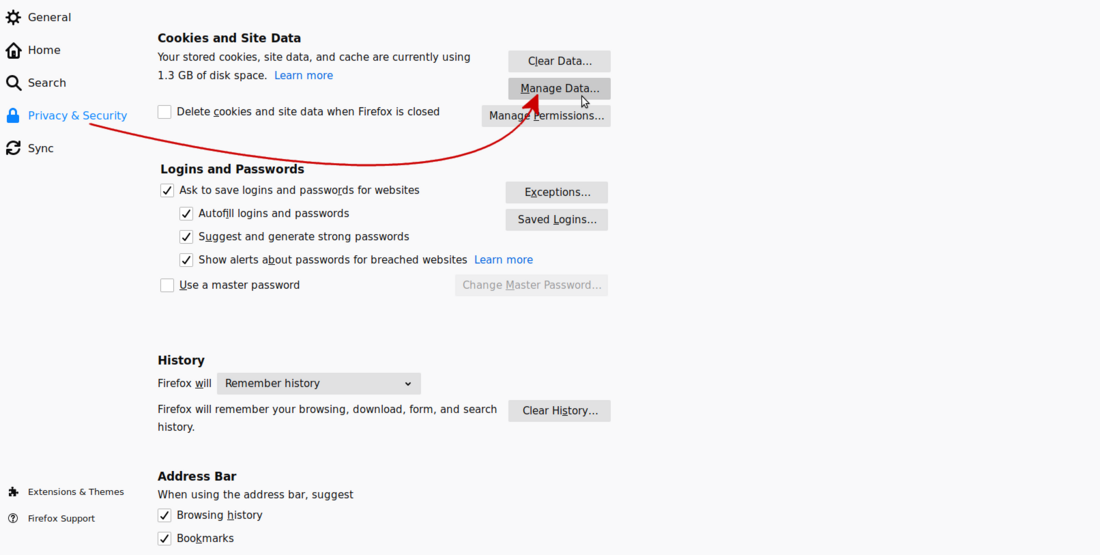 General
Home
Search
Privacy & Security
Sync
Extensions & Themes
Firefox Support
Cookies and Site Data
Your stored cookies, site data, and cache are currently using
1.3 GB of disk space. Learn more
Clear Data...
Manage Data...
Delete cookies and site data when Firefox is closed
Manage Permissions...
Logins and Passwords
Ask to save logins and passwords for websites
Exceptions...
Autofill logins and passwords
Saved Logins...
Suggest and generate strong passwords
Show alerts about passwords for breached websites Learn more
Use a master password
Change Master Password...
History
Firefox will Remember history
Firefox will remember your browsing, download, form, and search
history.
Clear History...
Address Bar
When using the address bar, suggest
Browsing history
Bookmarks